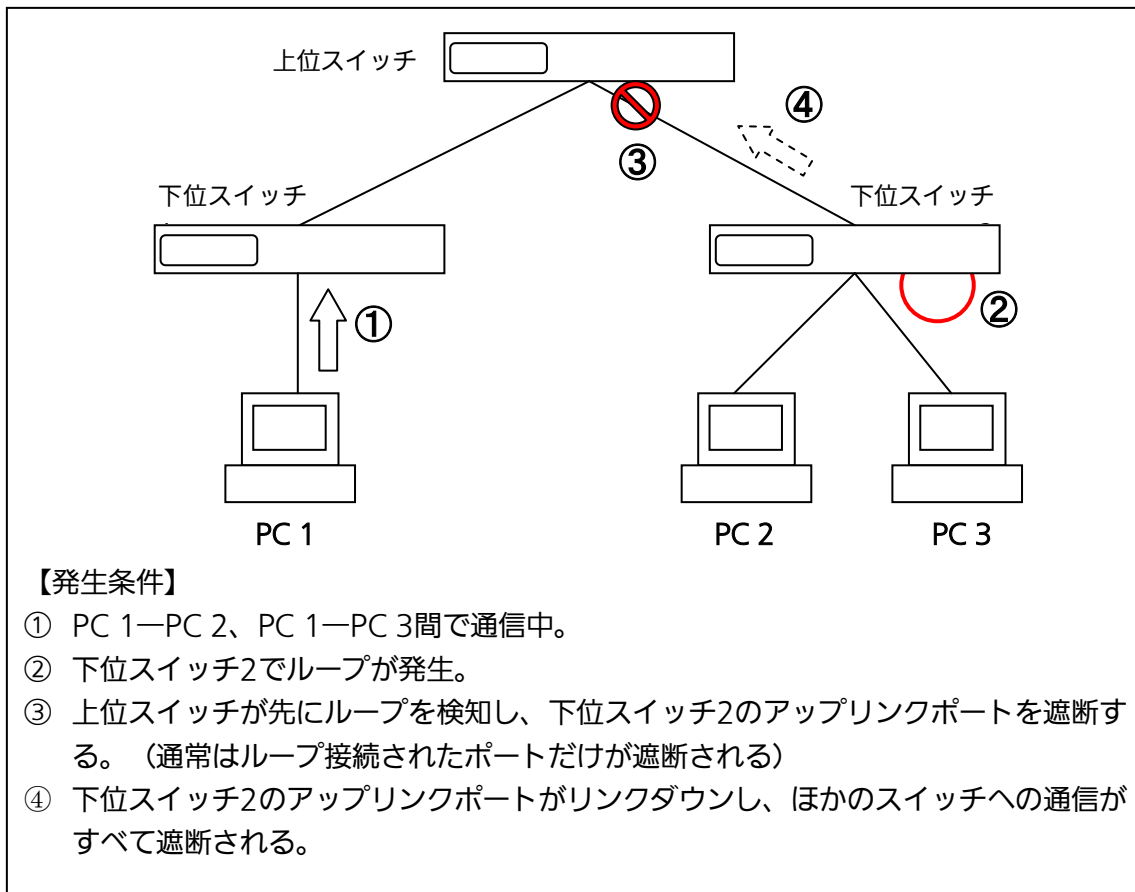 上位スイッチ
④
③
下位スイッチ
下位スイッチ
①
②
PC 1
PC 2
PC 3
【発生条件】
① PC 1―PC 2、PC 1―PC 3間で通信中。
② 下位スイッチ2でループが発生。
③ 上位スイッチが先にループを検知し、下位スイッチ2のアップリンクポートを遮断す
る。（通常はループ接続されたポートだけが遮断される）
④ 下位スイッチ2のアップリンクポートがリンクダウンし、ほかのスイッチへの通信が
すべて遮断される。